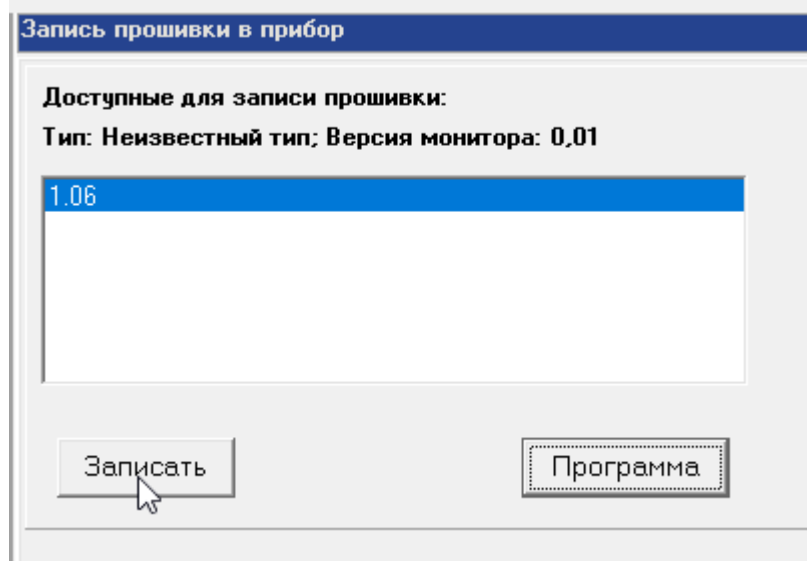 Запись прошивки в прибор
Доступные для записи прошивки:
Тип: Неизвестный тип; Версия монитора: 0,01
1.06
Записать
Программа